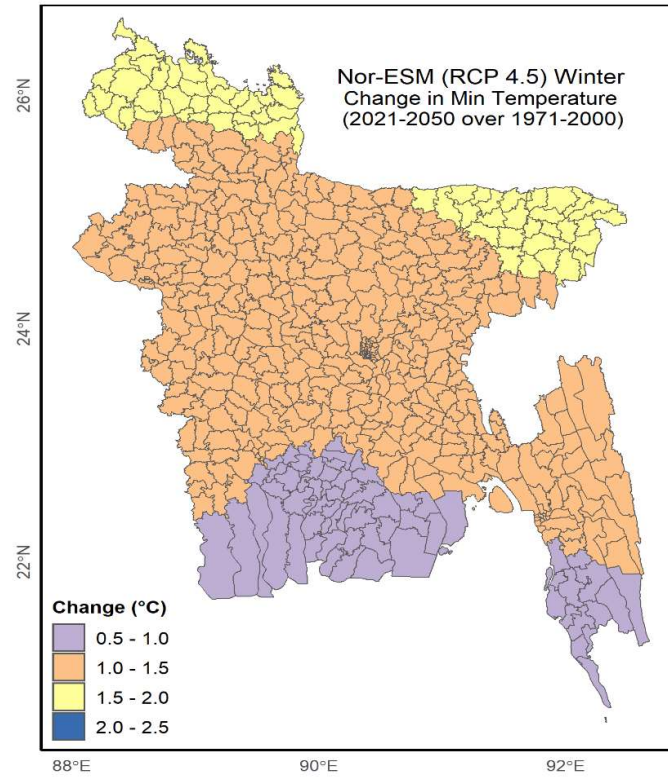 Nor-ESM (RCP 4.5) Winter
Change in Min Temperature
(2021-2050 over 1971-2000)
26°N
24°N
22°N
Change (°C)
0.5 - 1.0
1.0 - 1.5
1.5 - 2.0
2.0 - 2.5
88°E
90°E
92°E